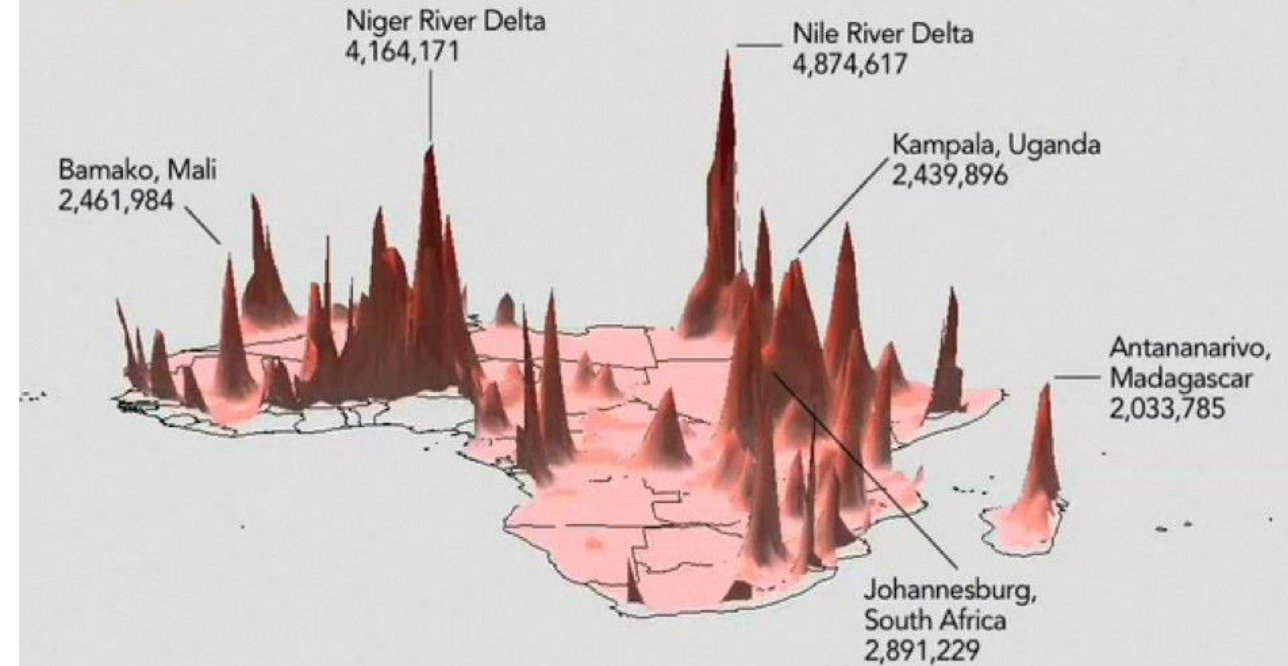 Niger River Delta
4,164,171
Nile River Delta
4,874,617
Bamako, Mali
2,461,984
Kampala, Uganda
2,439,896
Antananarivo,
Madagascar
2,033,785
Johannesburg,
South Africa
2,891,229